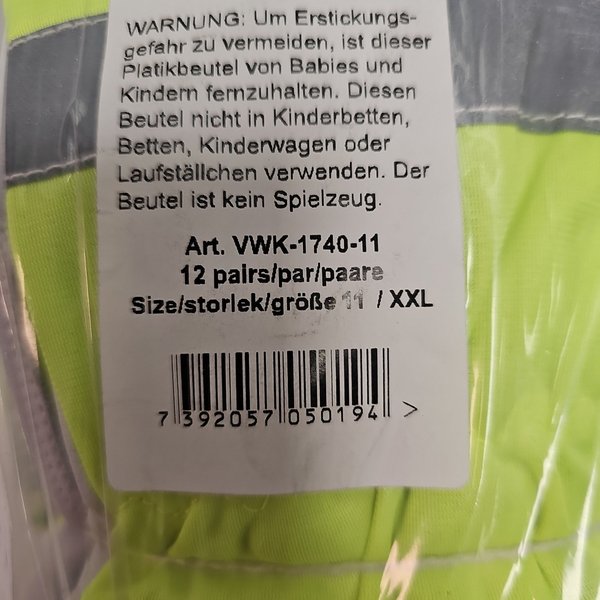 WARNUNG: Um Erstickungs-
gefahr zu vermeiden, ist dieser
Platikbeutel von Babies und
Kindern fernzuhalten. Diesen
Beutel nicht in Kinderbetten,
Betten, Kinderwagen oder
Laufställchen verwenden. Der
Beutel ist kein Spielzeug.
Art. VWK-1740-11
12 pairs/par/paare
Size/storlek/größe 11 / XXL
7 392057 050194 >